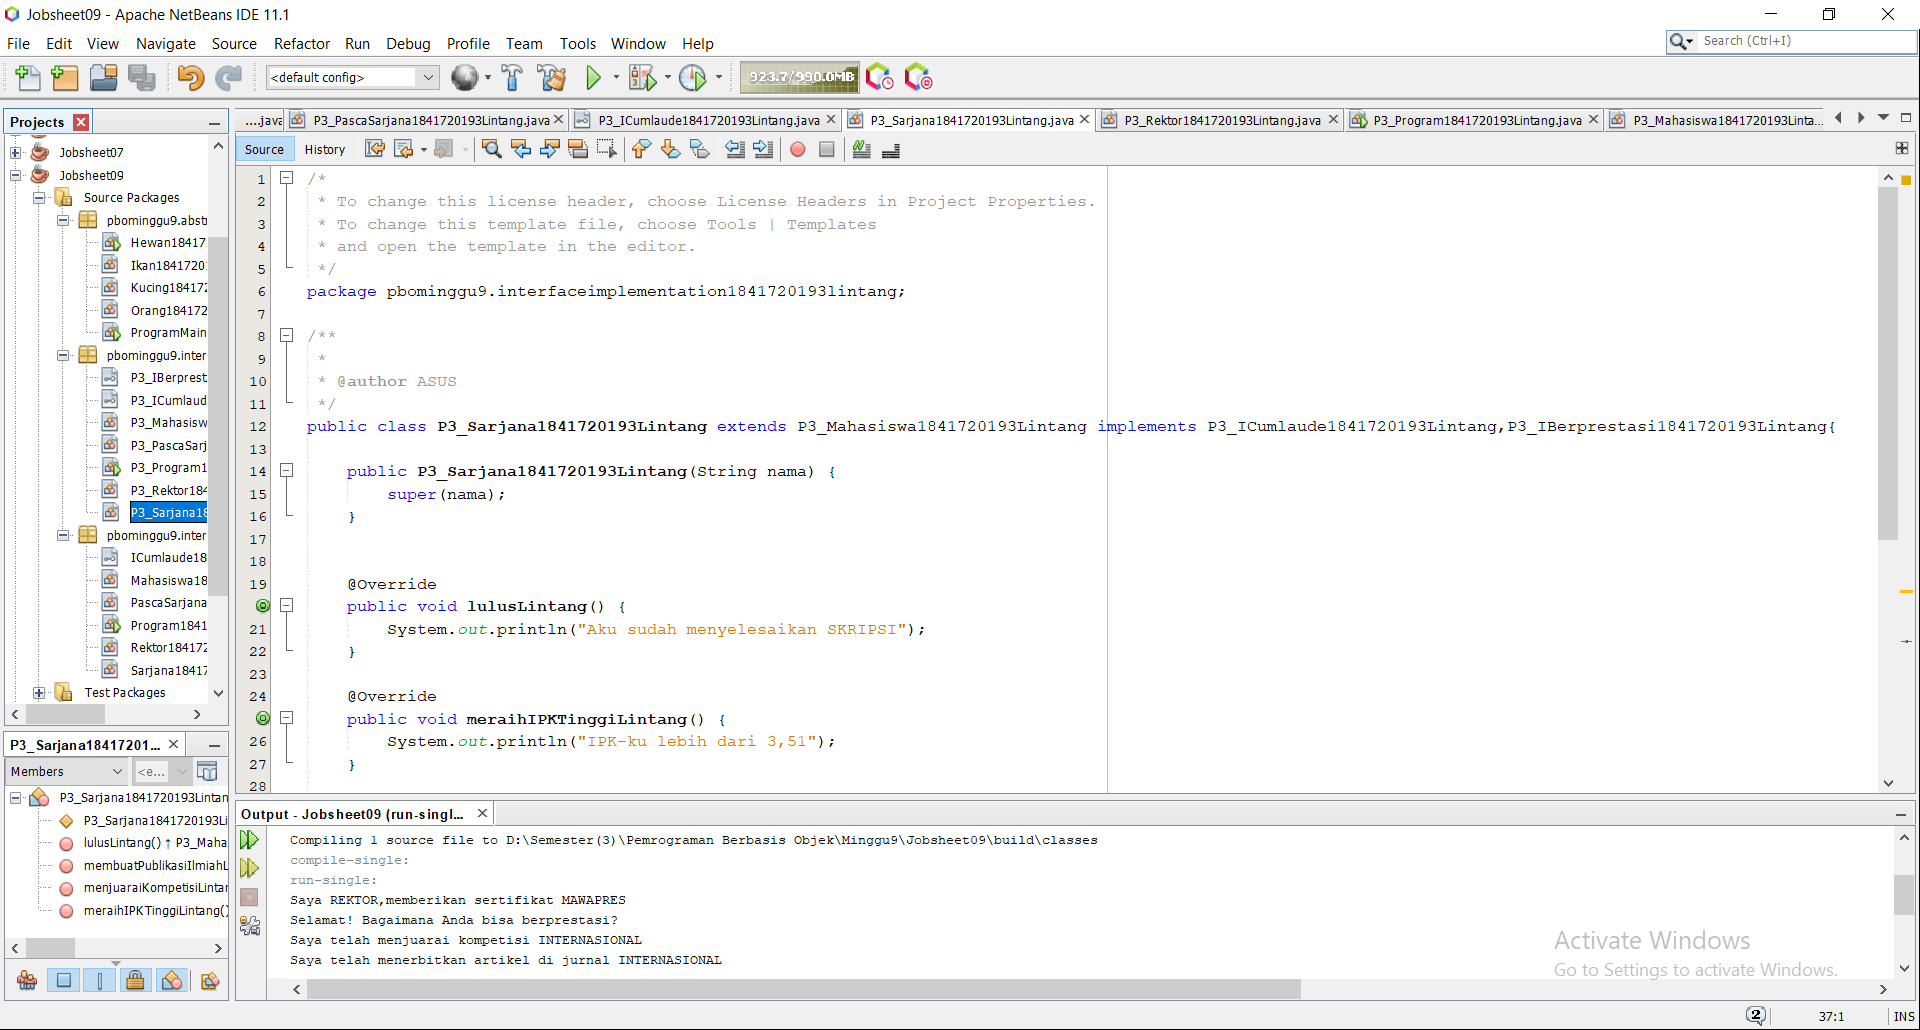 Jobsheet09 - Apache NetBeans IDE 11.1
File Edit View Navigate Source Refactor Run Debug Profile Team Tools Window Help
Search (Ctrl+I)
<default config>
923.7/990.0MB
Projects
Jobsheet07
Jobsheet09
Source Packages
pbominggu9.abst
Hewan18417
Ikan1841720
Kucing18417
Orang184172
ProgramMain
pbominggu9.inter
P3_IBerprest
P3_ICumlaud
P3_Mahasisw
P3_PascaSarj
P3_Program1
P3_Rektor184
P3_Sarjana18
pbominggu9.inter
ICumlaude18
Mahasiswa18
PascaSarjana
Program1841
Rektor184172
Sarjana18417
Test Packages
P3_Sarjana18417201...
Members
<e...
P3_Sarjana1841720193Lintan
P3_Sarjana1841720193Li
lulusLintang() ↑ P3_Maha
membuatPublikasiIlmiahL
menjuaraiKompetisiLintan
meraihIPKTinggiLintang()
....java P3_PascaSarjana1841720193Lintang.java P3_ICumlaude1841720193Lintang.java P3_Sarjana1841720193Lintang.java P3_Rektor1841720193Lintang.java P3_Program1841720193Lintang.java P3_Mahasiswa1841720193Linta...
Source History
1 /*
2 * To change this license header, choose License Headers in Project Properties.
3 * To change this template file, choose Tools | Templates
4 * and open the template in the editor.
5 */
6 package pbominggu9.interfaceimplementation1841720193lintang;
7
8 /**
9 *
10 * @author ASUS
11 */
12 public class P3_Sarjana1841720193Lintang extends P3_Mahasiswa1841720193Lintang implements P3_ICumlaude1841720193Lintang,P3_IBerprestasi1841720193Lintang{
13
14 public P3_Sarjana1841720193Lintang(String nama) {
15 super(nama);
16 }
17
18
19 @Override
public void lulusLintang() {
21 System.out.println("Aku sudah menyelesaikan SKRIPSI");
22 }
23
24 @Override
public void meraihIPKTinggiLintang() {
26 System.out.println("IPK-ku lebih dari 3,51");
27 }
28
Output - Jobsheet09 (run-singl...
Compiling 1 source file to D:\Semester(3)\Pemrograman Berbasis Objek\Minggu9\Jobsheet09\build\classes
compile-single:
run-single:
Saya REKTOR,memberikan sertifikat MAWAPRES
Selamat! Bagaimana Anda bisa berprestasi?
Saya telah menjuarai kompetisi INTERNASIONAL
Saya telah menerbitkan artikel di jurnal INTERNASIONAL
Activate Windows
Go to Settings to activate Windows.
2 37:1 INS